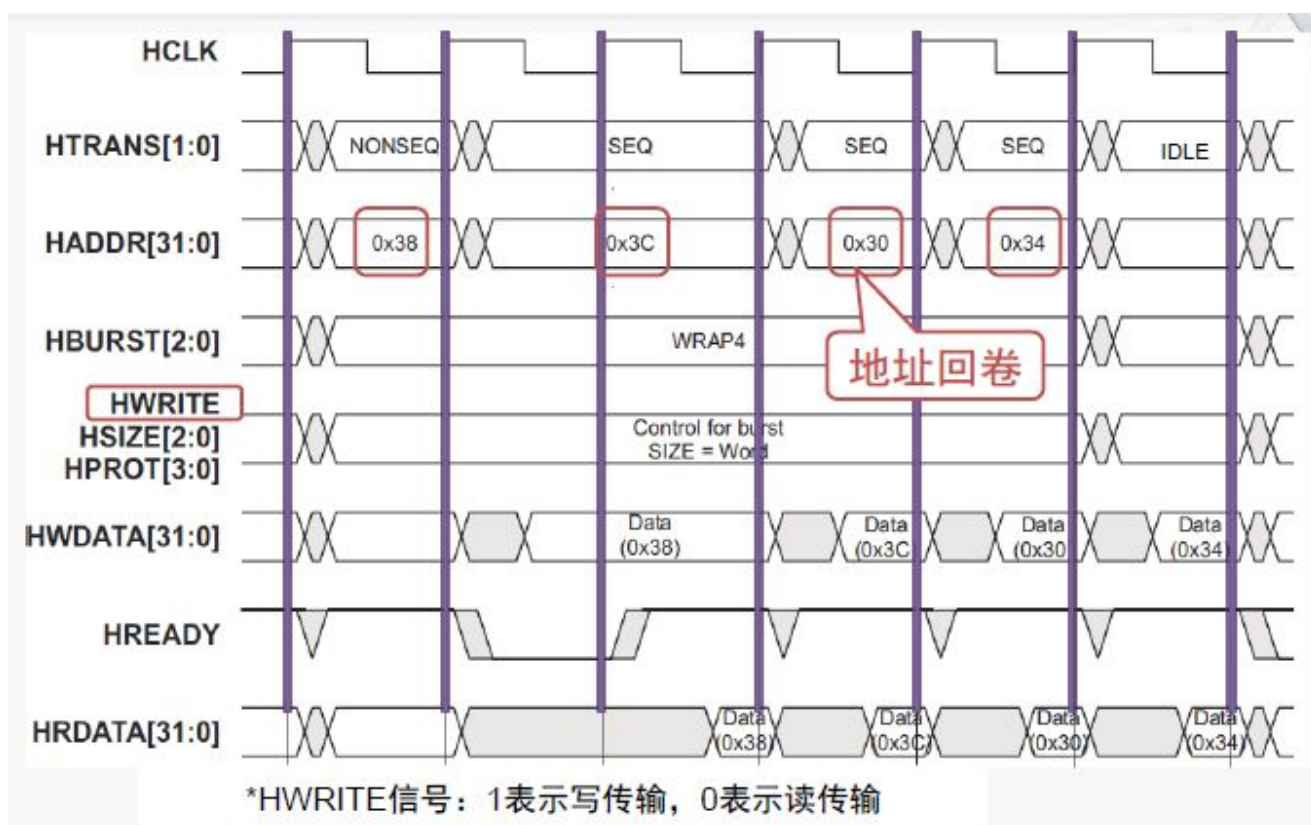 HCLK
HTRANS[1:0] NONSEQ SEQ SEQ SEQ IDLE
HADDR[31:0] 0x38 0x3C 0x30 0x34
HBURST[2:0] WRAP4
地址回卷
HWRITE
HSIZE[2:0]
HPROT[3:0]
Control for burst
SIZE = Word
HWDATA[31:0]
Data
(0x38)
Data
(0x3C)
Data
(0x30
Data
(0x34)
HREADY
HRDATA[31:0]
Data
(0x38)
Data
(0x3C)
Data
(0x30)
Data
(0x34)
*HWRITE信号：1表示写传输，0表示读传输